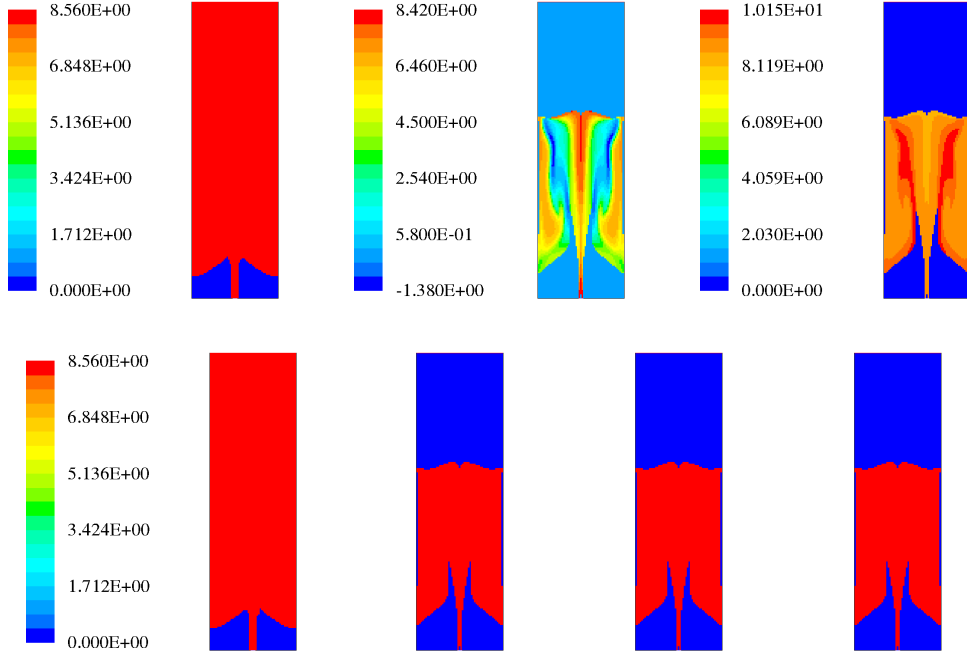 8.560E+00 8.420E+00 1.015E+01
6.848E+00 6.460E+00 8.119E+00
5.136E+00 4.500E+00 6.089E+00
3.424E+00 2.540E+00 4.059E+00
1.712E+00 5.800E-01 2.030E+00
0.000E+00 -1.380E+00 0.000E+00
8.560E+00
6.848E+00
5.136E+00
3.424E+00
1.712E+00
0.000E+00